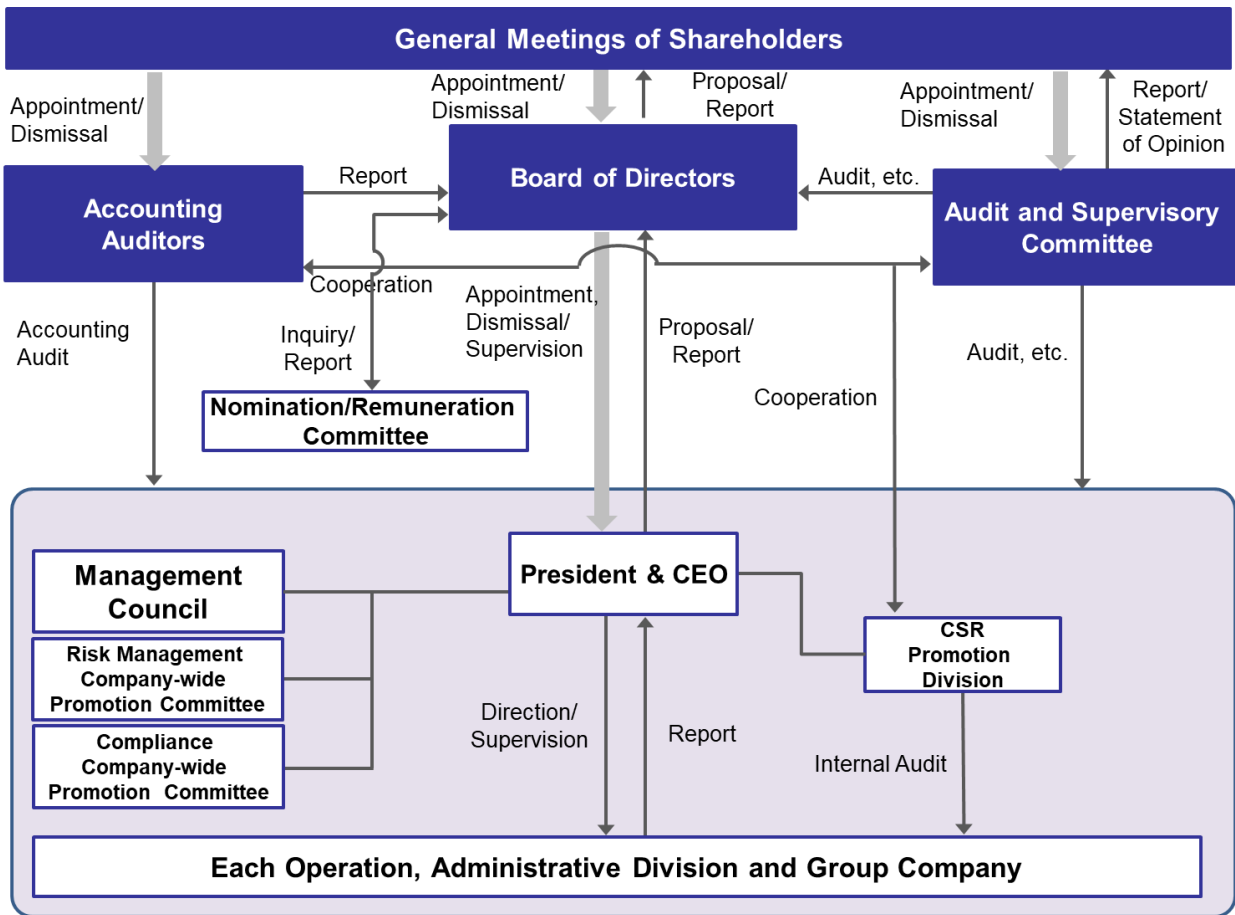 General Meetings of Shareholders
Appointment/
Dismissal
Appointment/
Dismissal
Proposal/
Report
Appointment/
Dismissal
Report/
Statement
of Opinion
Accounting
Auditors
Report
Board of Directors
Audit, etc.
Audit and Supervisory
Committee
Cooperation
Accounting
Audit
Inquiry/
Report
Appointment,
Dismissal/
Supervision
Proposal/
Report
Cooperation
Audit, etc.
Nomination/Remuneration
Committee
Management
Council
President & CEO
Risk Management
Company-wide
Promotion Committee
CSR
Promotion
Division
Compliance
Company-wide
Promotion Committee
Direction/
Supervision
Report
Internal Audit
Each Operation, Administrative Division and Group Company